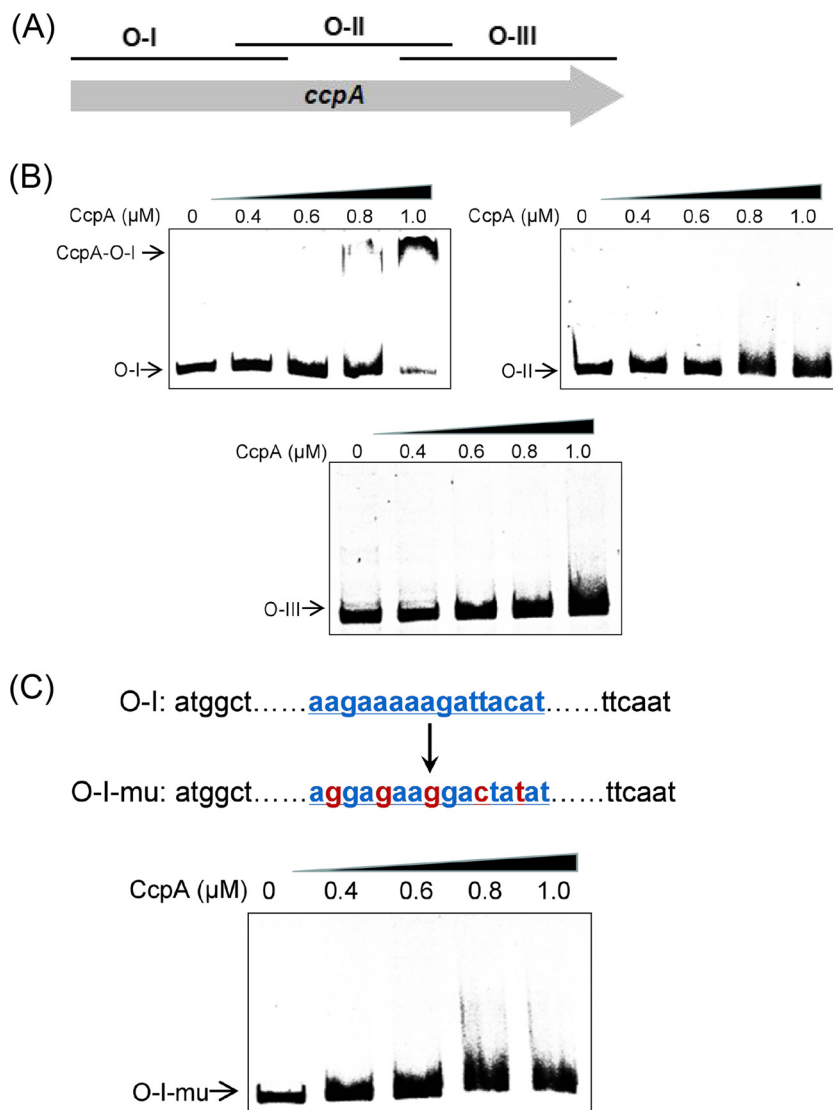 (A)
O-I
O-II
O-III
ccpA
(B)
CcpA (µM) 0 0.4 0.6 0.8 1.0
CcpA-O-I
O-I
CcpA (µM) 0 0.4 0.6 0.8 1.0
O-II
CcpA (µM) 0 0.4 0.6 0.8 1.0
O-III
(C)
O-I: atggct……aagaaaaagattacat……ttcaat
O-I-mu: atggct……aggagaaggactatat……ttcaat
CcpA (µM) 0 0.4 0.6 0.8 1.0
O-I-mu